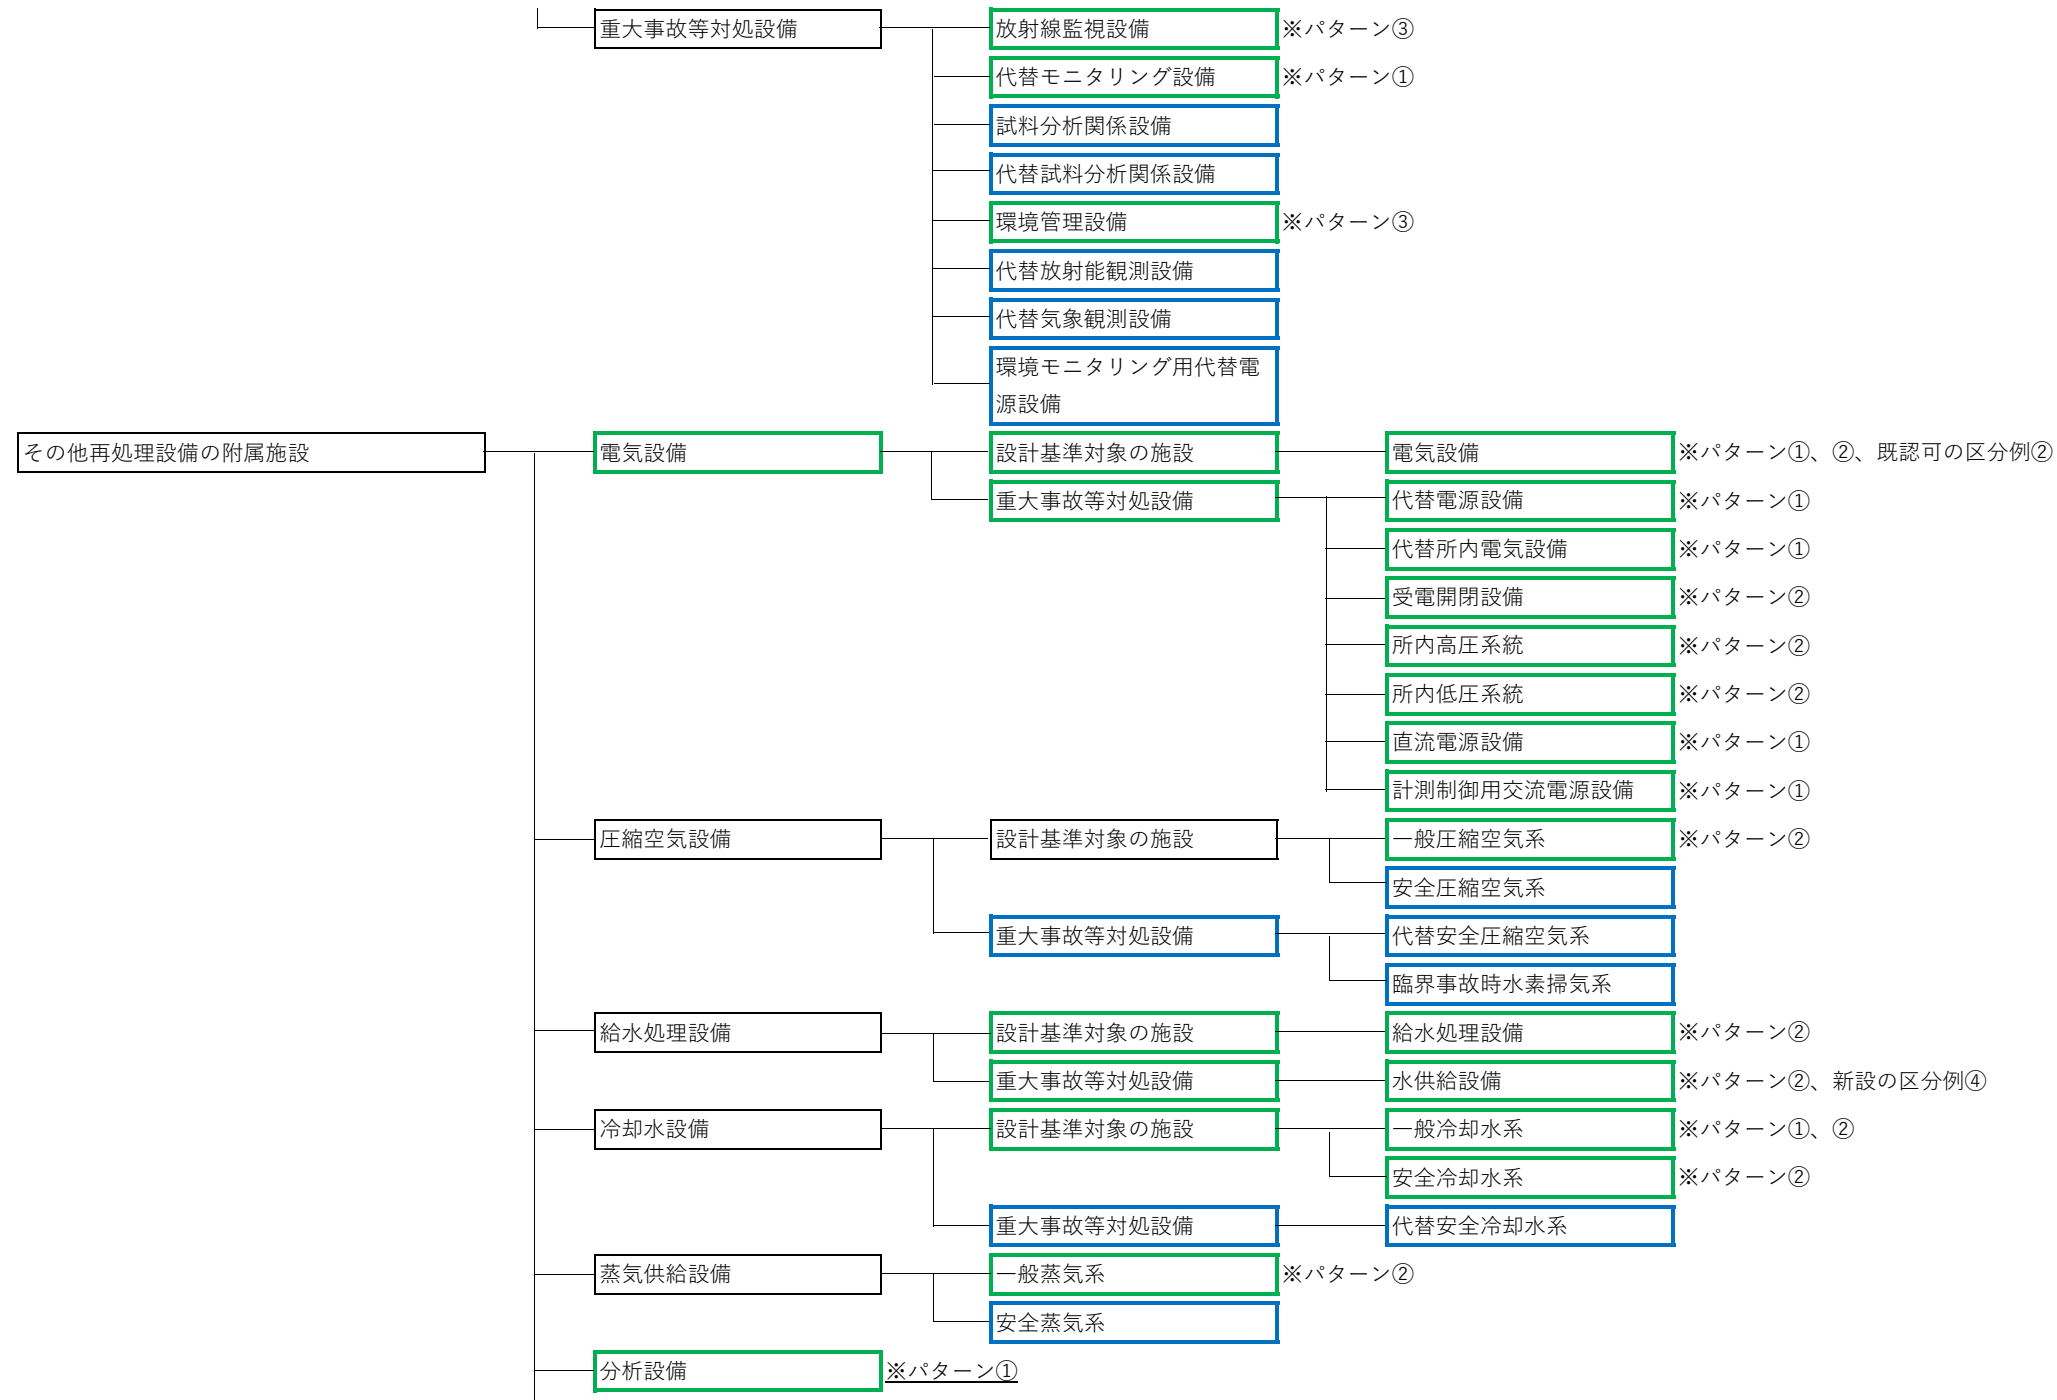 重大事故等対処設備
放射線監視設備 ※パターン③
代替モニタリング設備 ※パターン①
試料分析関係設備
代替試料分析関係設備
環境管理設備 ※パターン③
代替放射能観測設備
代替気象観測設備
環境モニタリング用代替電
源設備
その他再処理設備の附属施設
電気設備
設計基準対象の施設
電気設備 ※パターン①、②、既認可の区分例②
重大事故等対処設備
代替電源設備 ※パターン①
代替所内電気設備 ※パターン①
受電開閉設備 ※パターン②
所内高圧系統 ※パターン②
所内低圧系統 ※パターン②
直流電源設備 ※パターン①
計測制御用交流電源設備 ※パターン①
圧縮空気設備
設計基準対象の施設
一般圧縮空気系 ※パターン②
安全圧縮空気系
重大事故等対処設備
代替安全圧縮空気系
臨界事故時水素掃気系
給水処理設備
設計基準対象の施設
給水処理設備 ※パターン②
重大事故等対処設備
水供給設備 ※パターン②、新設の区分例④
冷却水設備
設計基準対象の施設
一般冷却水系 ※パターン①、②
安全冷却水系 ※パターン②
重大事故等対処設備
代替安全冷却水系
蒸気供給設備
一般蒸気系 ※パターン②
安全蒸気系
分析設備 ※パターン①